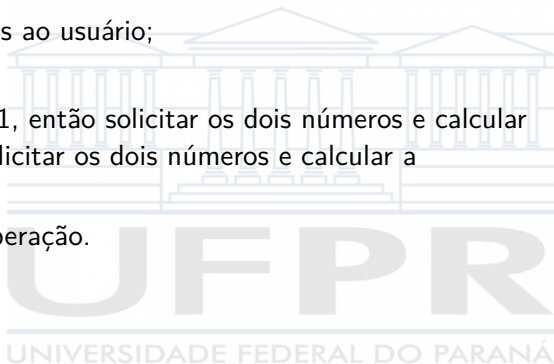 s ao usuário;
1, então solicitar os dois números e calcular
licitar os dois números e calcular a
peração.
UFPR
UNIVERSIDADE FEDERAL DO PARANÁ